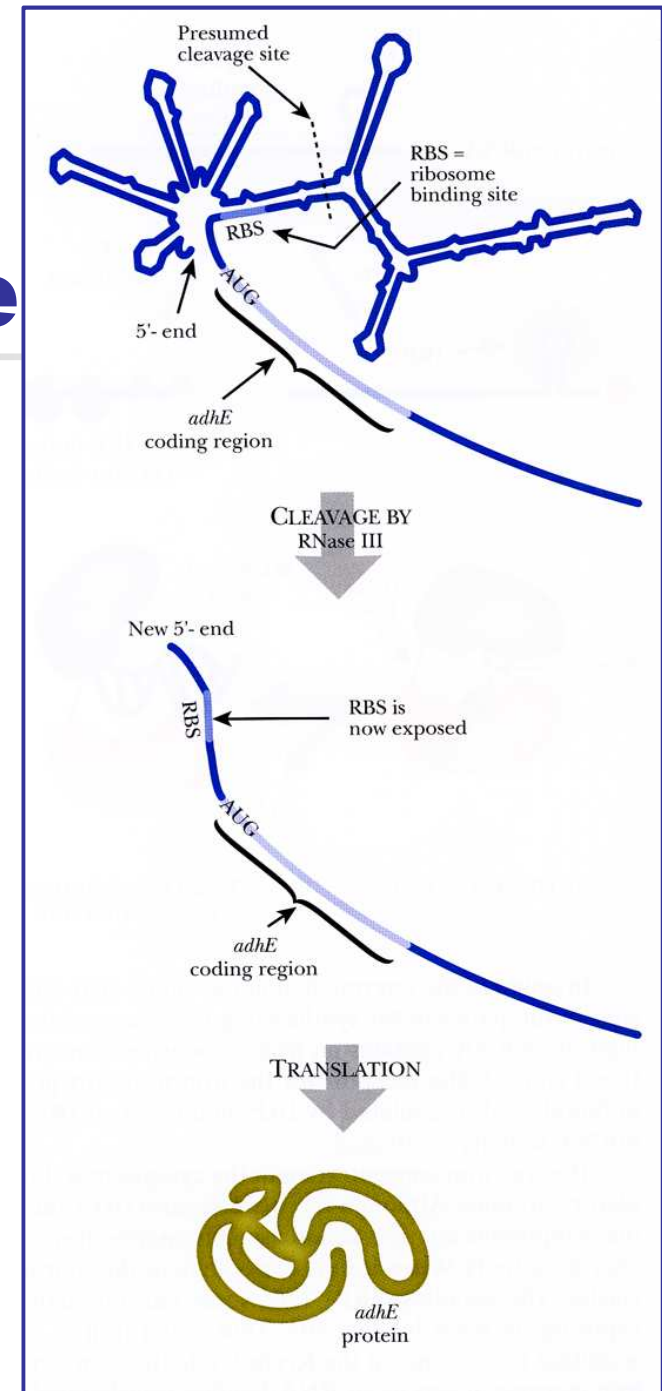 Presumed
cleavage site
RBS =
ribosome
binding site
RBS
AUG
5'- end
adhE
coding region
CLEAVAGE BY
RNase III
New 5'- end
RBS
RBS is
now exposed
AUG
adhE
coding region
TRANSLATION
adhE
protein
e